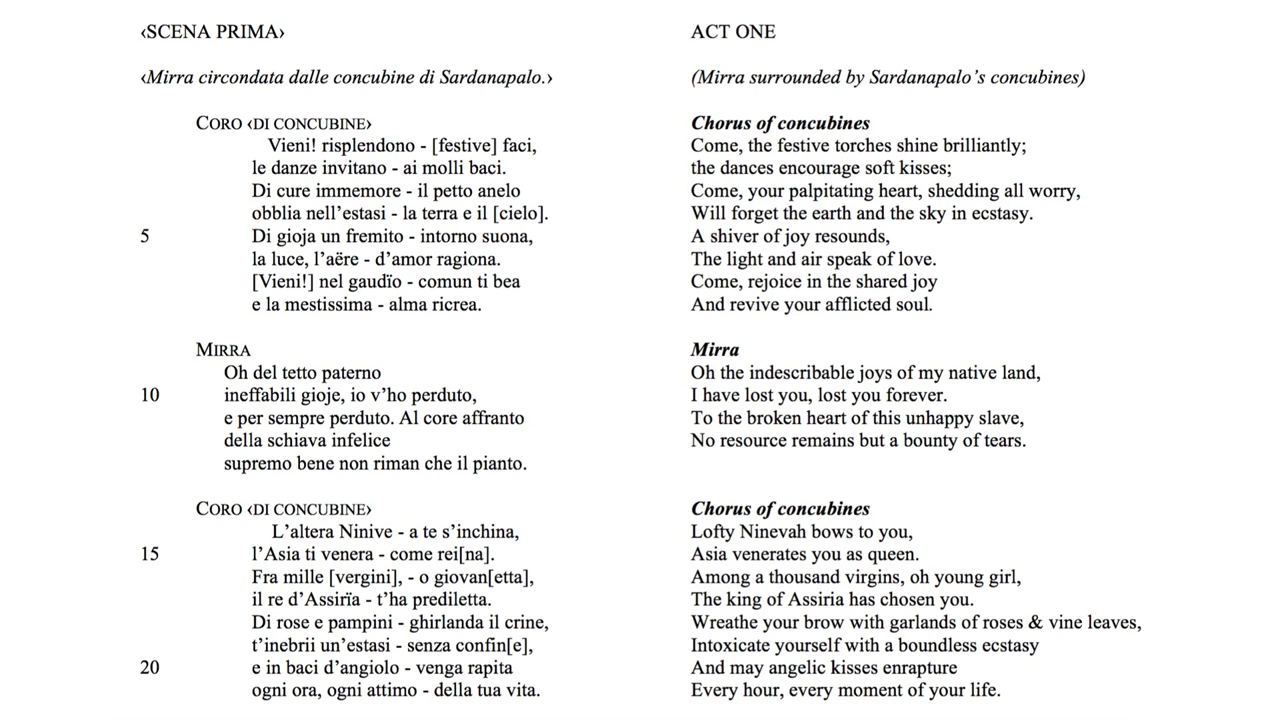 ‹SCENA PRIMA›
‹Mirra circondata dalle concubine di Sardanapalo.›
CORO ‹DI CONCUBINE›
Vieni! risplendono - [festive] faci,
le danze invitano - ai molli baci.
Di cure immemore - il petto anelo
obblia nell’estasi - la terra e il [cielo].
5 Di gioja un fremito - intorno suona,
la luce, l’aëre - d’amor ragiona.
[Vieni!] nel gaudïo - comun ti bea
e la mestissima - alma ricrea.
MIRRA
Oh del tetto paterno
10 ineffabili gioje, io v’ho perduto,
e per sempre perduto. Al core affranto
della schiava infelice
supremo bene non riman che il pianto.
CORO ‹DI CONCUBINE›
L’altera Ninive - a te s’inchina,
15 l’Asia ti venera - come rei[na].
Fra mille [vergini], - o giovan[etta],
il re d’Assirïa - t’ha prediletta.
Di rose e pampini - ghirlanda il crine,
t’inebrii un’estasi - senza confin[e],
20 e in baci d’angiolo - venga rapita
ogni ora, ogni attimo - della tua vita.
ACT ONE
(Mirra surrounded by Sardanapalo’s concubines)
Chorus of concubines
Come, the festive torches shine brilliantly;
the dances encourage soft kisses;
Come, your palpitating heart, shedding all worry,
Will forget the earth and the sky in ecstasy.
A shiver of joy resounds,
The light and air speak of love.
Come, rejoice in the shared joy
And revive your afflicted soul.
Mirra
Oh the indescribable joys of my native land,
I have lost you, lost you forever.
To the broken heart of this unhappy slave,
No resource remains but a bounty of tears.
Chorus of concubines
Lofty Ninevah bows to you,
Asia venerates you as queen.
Among a thousand virgins, oh young girl,
The king of Assiria has chosen you.
Wreathe your brow with garlands of roses & vine leaves,
Intoxicate yourself with a boundless ecstasy
And may angelic kisses enrapture
Every hour, every moment of your life.